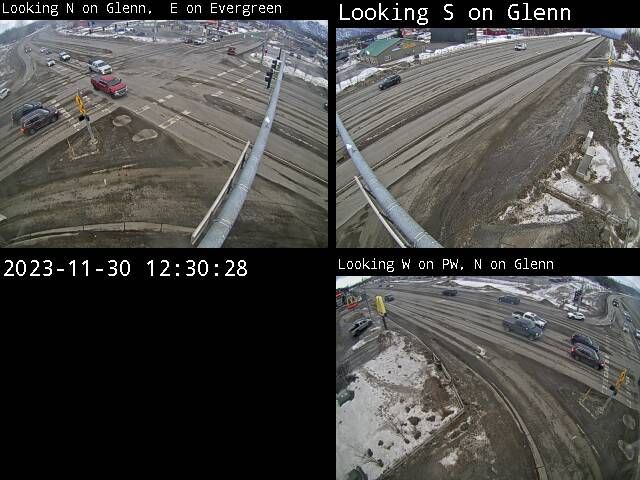 Looking N on Glenn,  E on Evergreen
Looking S on Glenn
2023-11-30 12:30:28
Looking W on PW, N on Glenn